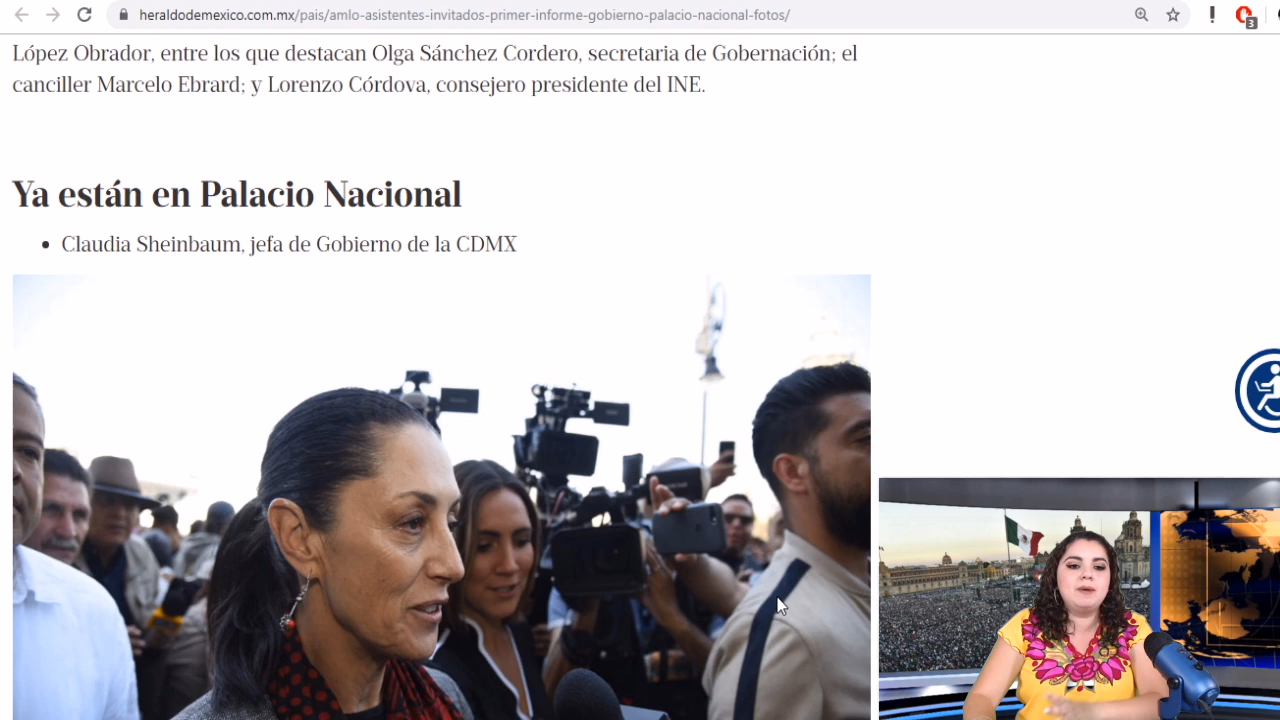 heraldodemexico.com.mx/pais/amlo-asistentes-invitados-primer-informe-gobierno-palacio-nacional-fotos/
3
López Obrador, entre los que destacan Olga Sánchez Cordero, secretaria de Gobernación; el
canciller Marcelo Ebrard; y Lorenzo Córdova, consejero presidente del INE.
Ya están en Palacio Nacional
• Claudia Sheinbaum, jefa de Gobierno de la CDMX